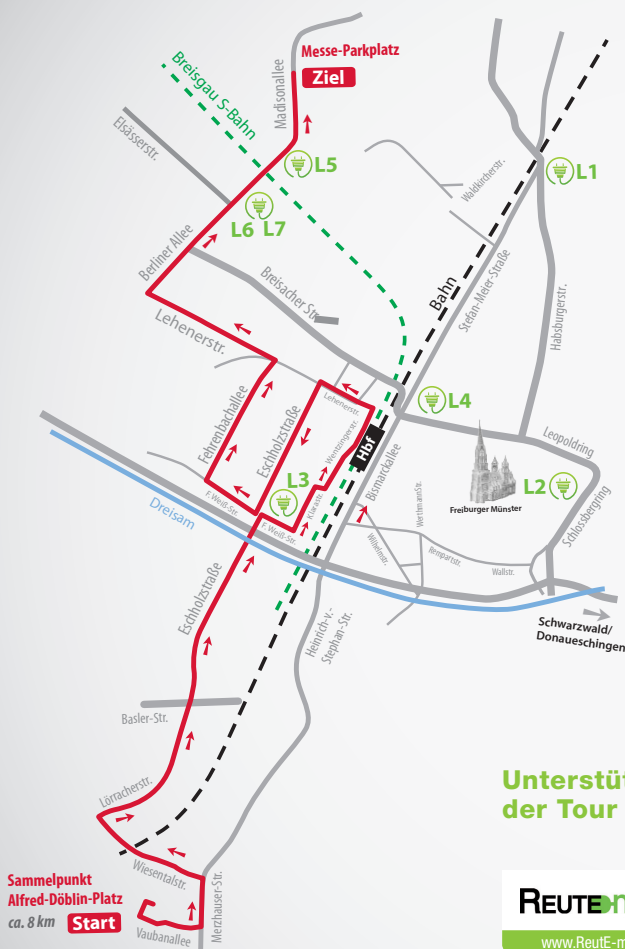 Messe-Parkplatz
Ziel
Breisgau S-Bahn
Madisonallee
Elsässerstr.
L5
L6 L7
L1
Waldkircherstr.
Berliner Allee
Breisacher Str.
Bahn
Stefan-Meier-Straße
Habsburgerstr.
Lehenerstr.
Lehenerstr.
L4
Fehrenbachallee
Eschholzstraße
Wentzingerstr.
Hbf
Bismarckallee
Leopoldring
L3
L2
Freiburger Münster
Schlossbergring
Klarastr.
F. Weiß-Str.
F. Weiß-Str.
Dreisam
Werthmannstr.
Wilhelmstr.
Rempartstr.
Wallstr.
Eschholzstraße
Heinrich-v.-
Stephan-Str.
Schwarzwald/
Donaueschingen
Basler-Str.
Lörracherstr.
Unterstüt
der Tour
Wiesentalstr.
Merzhauser-Str.
Sammelpunkt
Alfred-Döblin-Platz
ca. 8 km Start
Vaubanallee
REUTE
www.ReutE-m